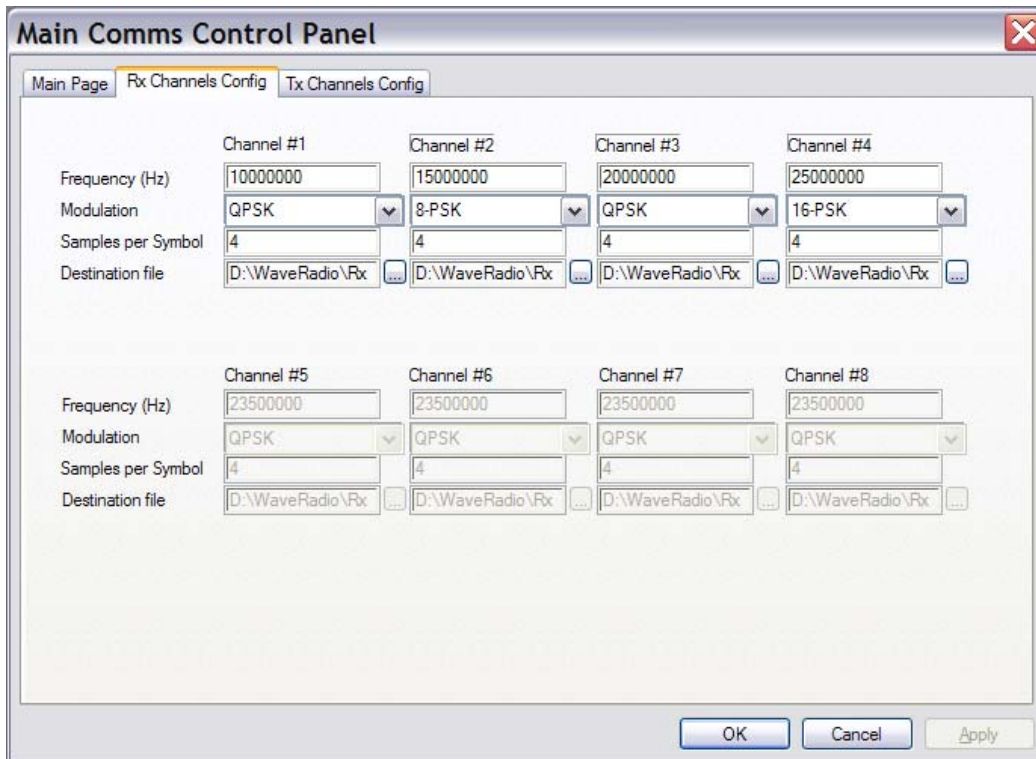 Main Comms Control Panel
Main Page Rx Channels Config Tx Channels Config
Channel #1 Channel #2 Channel #3 Channel #4
Frequency (Hz) 10000000 15000000 20000000 25000000
Modulation QPSK 8-PSK QPSK 16-PSK
Samples per Symbol 4 4 4 4
Destination file D:\WaveRadio\Rx ... D:\WaveRadio\Rx ... D:\WaveRadio\Rx ... D:\WaveRadio\Rx ...
Channel #5 Channel #6 Channel #7 Channel #8
Frequency (Hz) 23500000 23500000 23500000 23500000
Modulation QPSK QPSK QPSK QPSK
Samples per Symbol 4 4 4 4
Destination file D:\WaveRadio\Rx ... D:\WaveRadio\Rx ... D:\WaveRadio\Rx ... D:\WaveRadio\Rx ...
OK Cancel Apply